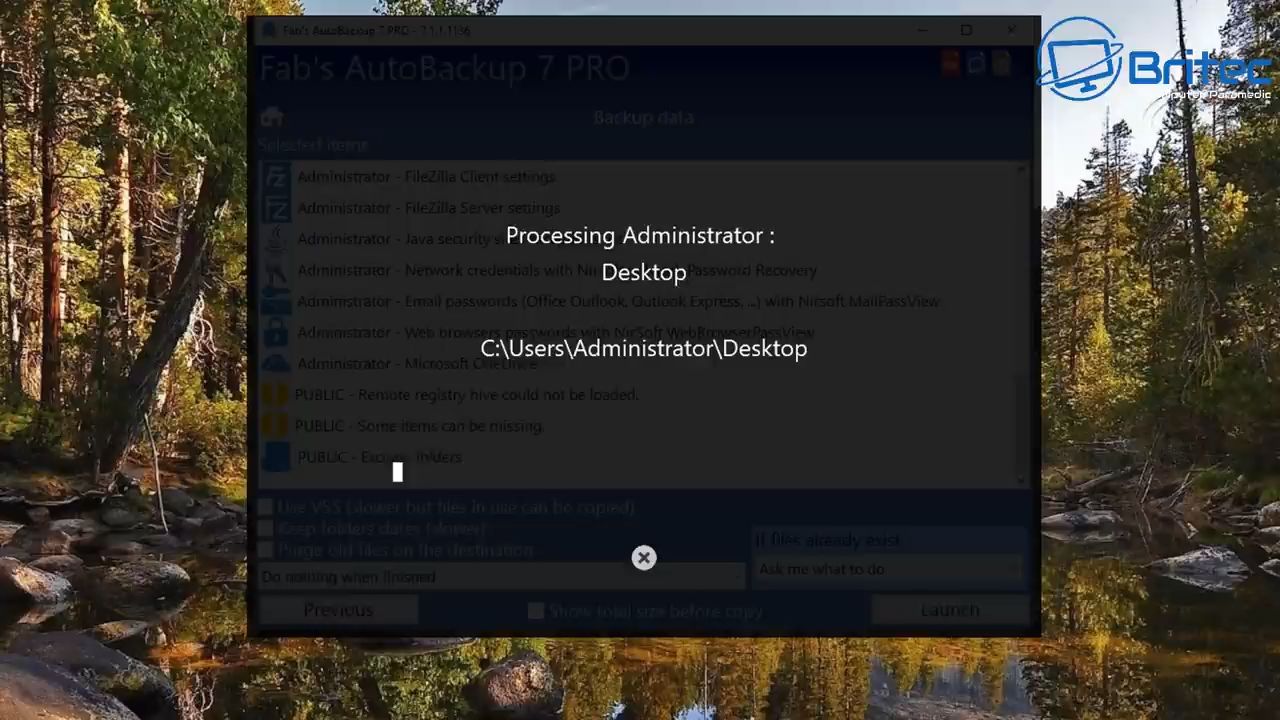 Fab's AutoBackup 7 PRO - 7.1.1.1136
Britec
Computer Paramedic
Fab's AutoBackup 7 PRO
Backup data
Selected items
Administrator - FileZilla Client settings
Administrator - FileZilla Server settings
Administrator - Java security
Administrator - Network credentials with Password Recovery
Administrator - Email passwords (Office Outlook, Outlook Express, ...) with Nirsoft MailPassView
Administrator - Web browsers passwords with NirSoft WebBrowserPassView
Administrator - Microsoft OneDrive
PUBLIC - Remote registry hive could not be loaded.
PUBLIC - Some items can be missing.
PUBLIC - folders
Processing Administrator :
Desktop
C:\Users\Administrator\Desktop
Use VSS (slower but files in use can be copied)
Keep folders dates (slower)
Purge old files on the destination
Do nothing when finished
If files already exist
Ask me what to do
Previous
Show total size before copy
Launch